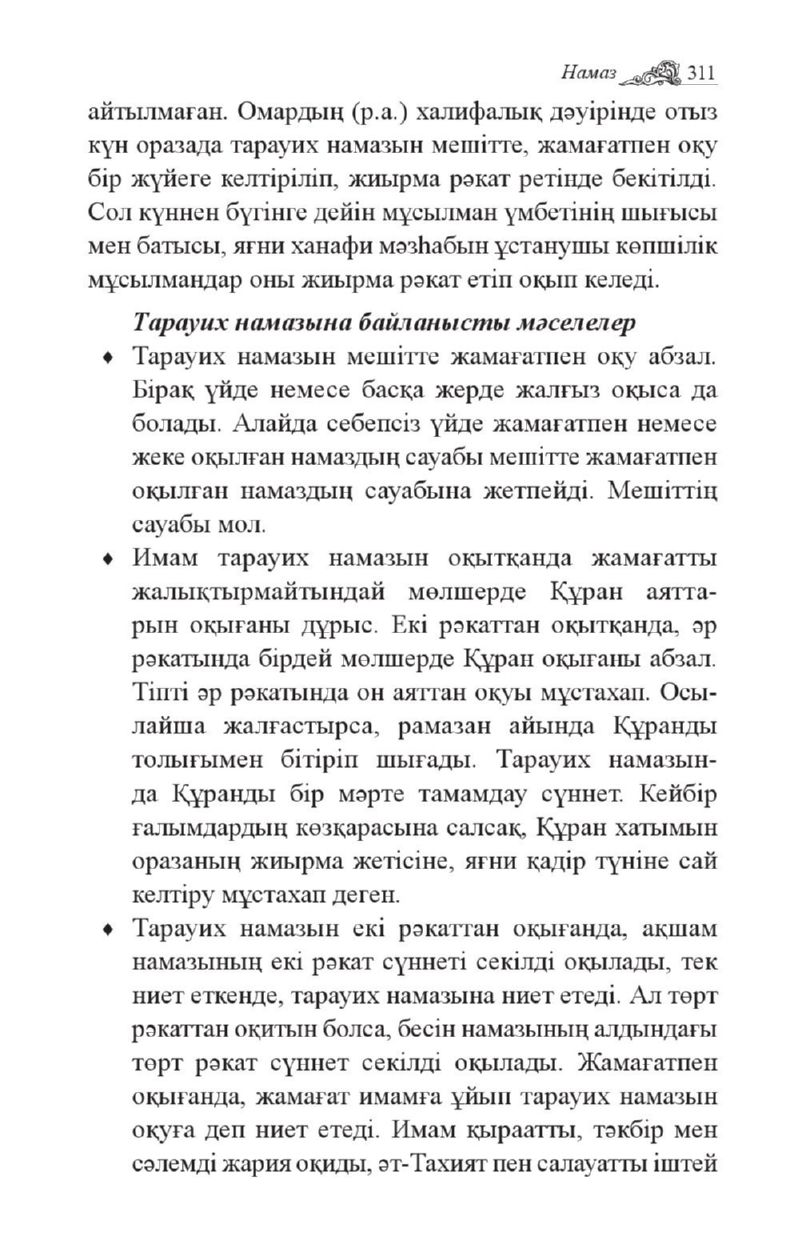 Намаз 311
айтылмаған. Омардың (р.а.) халифалық дәуірінде отыз
күн оразада тарауих намазын мешітте, жамағатпен оқу
бір жүйеге келтіріліп, жиырма рәкат ретінде бекітілді.
Сол күннен бүгінге дейін мұсылман үмбетінің шығысы
мен батысы, яғни ханафи мәзһабын ұстанушы көпшілік
мұсылмандар оны жиырма рәкат етіп оқып келеді.
Тарауих намазына байланысты мәселелер
♦ Тарауих намазын мешітте жамағатпен оқу абзал.
Бірақ үйде немесе басқа жерде жалғыз оқыса да
болады. Алайда себепсіз үйде жамағатпен немесе
жеке оқылған намаздың сауабы мешітте жамағатпен
оқылған намаздың сауабына жетпейді. Мешіттің
сауабы мол.
♦ Имам тарауих намазын оқытқанда жамағатты
жалықтырмайтындай мөлшерде Құран аятта-
рын оқығаны дұрыс. Екі рәкаттан оқытқанда, әр
рәкатында бірдей мөлшерде Құран оқығаны абзал.
Тіпті әр рәкатында он аяттан оқуы мұстахап. Осы-
лайша жалғастырса, рамазан айында Құранды
толығымен бітіріп шығады. Тарауих намазын-
да Құранды бір мәрте тамамдау сүннет. Кейбір
ғалымдардың көзқарасына салсақ, Құран хатымын
оразаның жиырма жетісіне, яғни қадір түніне сай
келтіру мұстахап деген.
♦ Тарауих намазын екі рәкаттан оқығанда, ақшам
намазының екі рәкат сүннеті секілді оқылады, тек
ниет еткенде, тарауих намазына ниет етеді. Ал төрт
рәкаттан оқитын болса, бесін намазының алдындағы
төрт рәкат сүннет секілді оқылады. Жамағатпен
оқығанда, жамағат имамға ұйып тарауих намазын
оқуға деп ниет етеді. Имам қырaатты, тәкбір мен
сәлемді жария оқиды, әт-Тахият пен салауатты іштей